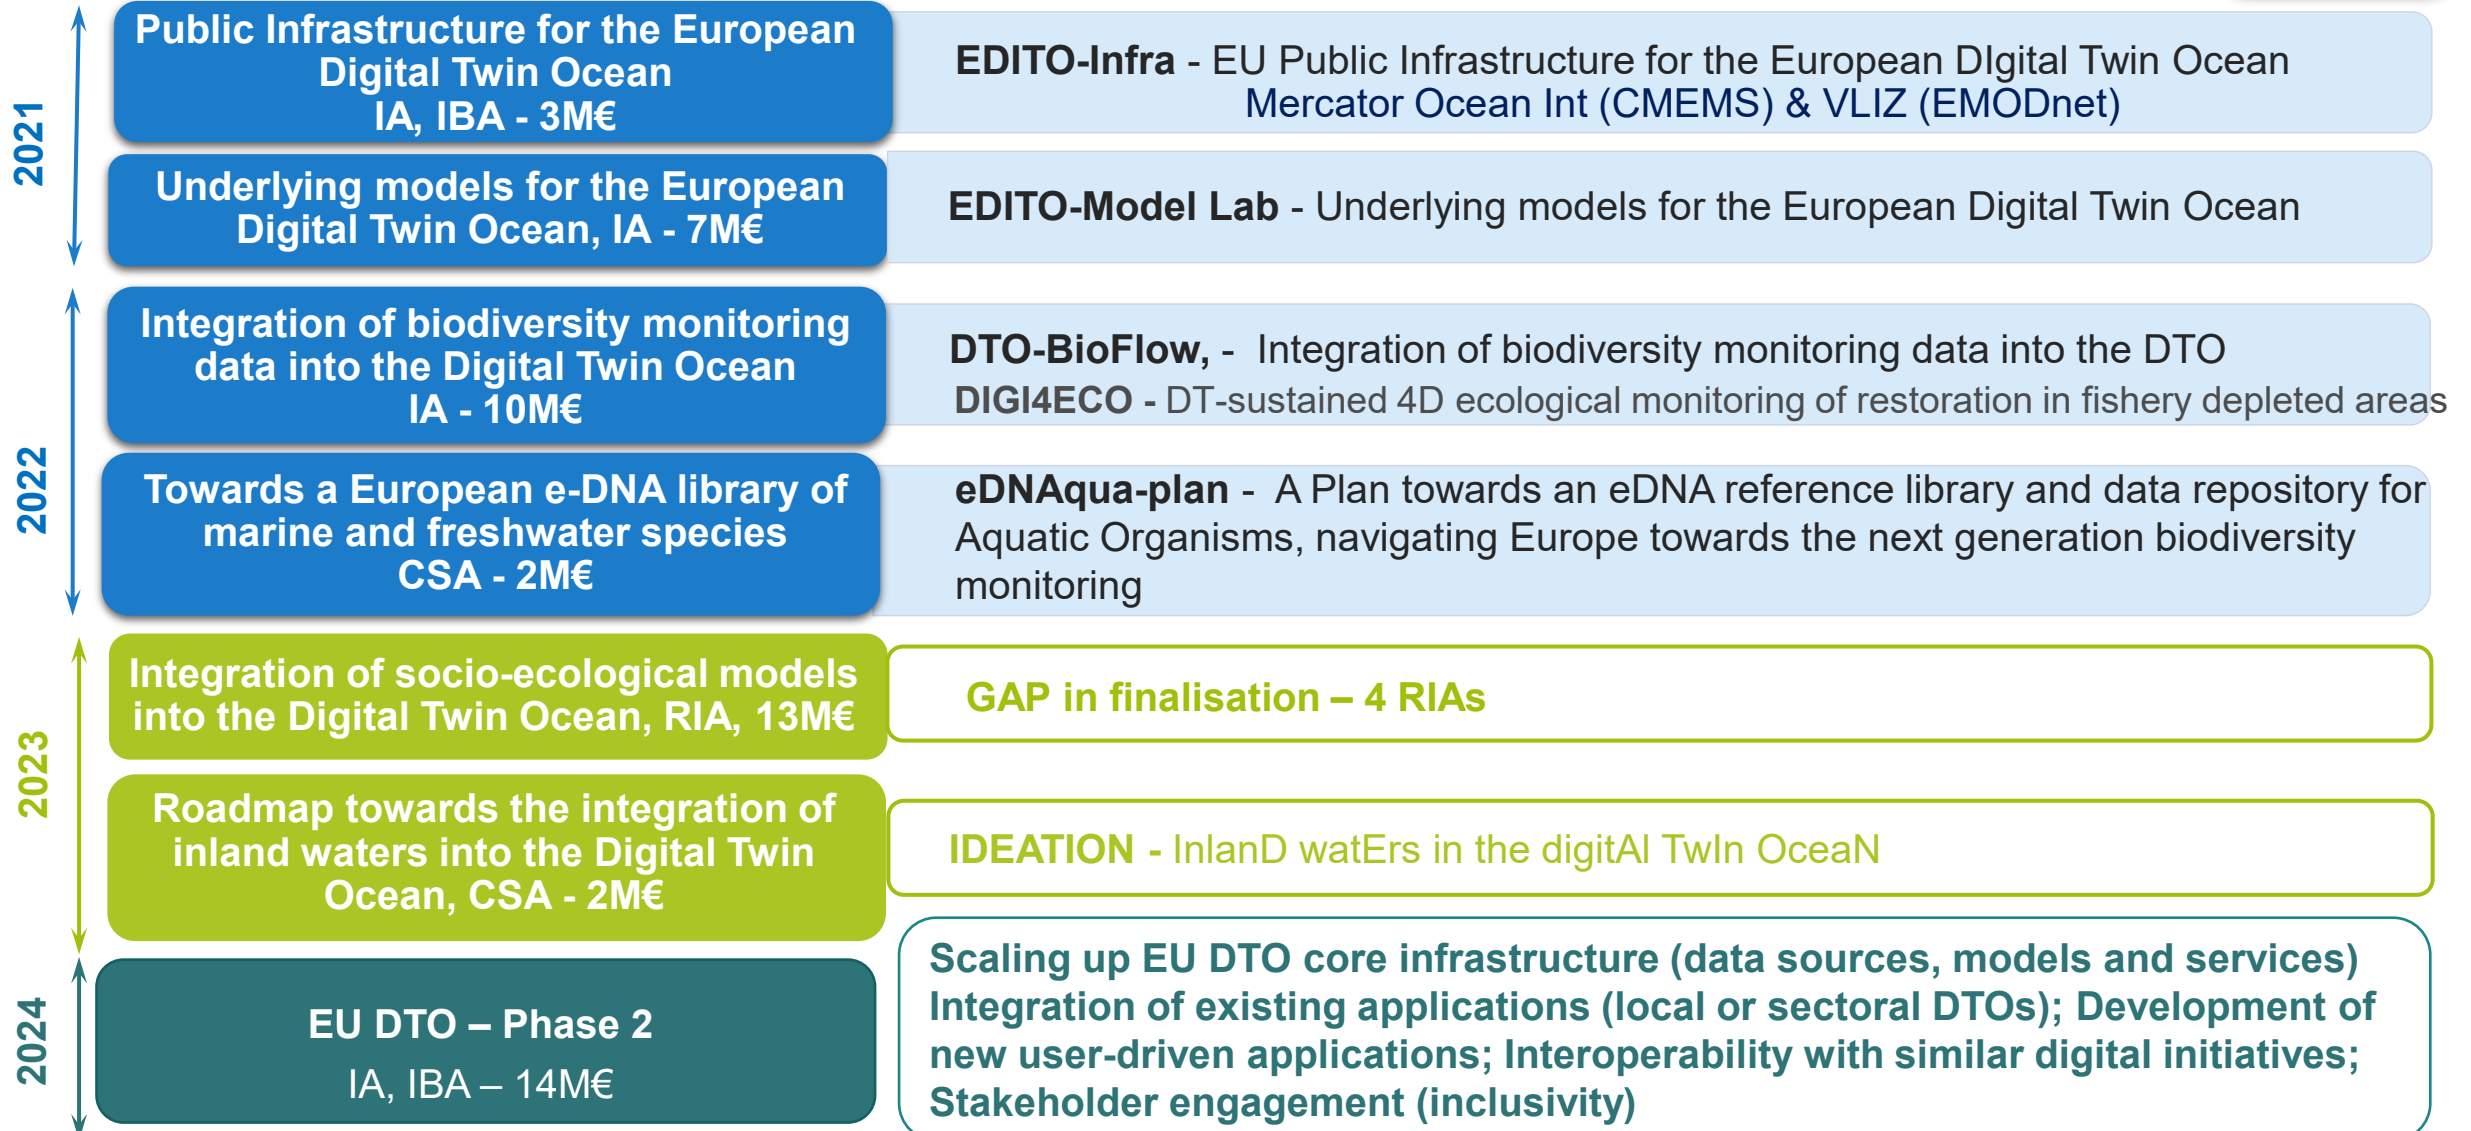 2021
Public Infrastructure for the European
Digital Twin Ocean
IA, IBA - 3M€
EDITO-Infra - EU Public Infrastructure for the European DIgital Twin Ocean
Mercator Ocean Int (CMEMS) & VLIZ (EMODnet)
Underlying models for the European
Digital Twin Ocean, IA - 7M€
EDITO-Model Lab - Underlying models for the European Digital Twin Ocean
2022
Integration of biodiversity monitoring
data into the Digital Twin Ocean
IA - 10M€
DTO-BioFlow, - Integration of biodiversity monitoring data into the DTO
DIGI4ECO - DT-sustained 4D ecological monitoring of restoration in fishery depleted areas
Towards a European e-DNA library of
marine and freshwater species
CSA - 2M€
eDNAqua-plan - A Plan towards an eDNA reference library and data repository for
Aquatic Organisms, navigating Europe towards the next generation biodiversity
monitoring
2023
Integration of socio-ecological models
into the Digital Twin Ocean, RIA, 13M€
GAP in finalisation – 4 RIAs
Roadmap towards the integration of
inland waters into the Digital Twin
Ocean, CSA - 2M€
IDEATION - InlanD watErs in the digitAl TwIn OceaN
2024
EU DTO – Phase 2
IA, IBA – 14M€
Scaling up EU DTO core infrastructure (data sources, models and services)
Integration of existing applications (local or sectoral DTOs); Development of
new user-driven applications; Interoperability with similar digital initiatives;
Stakeholder engagement (inclusivity)